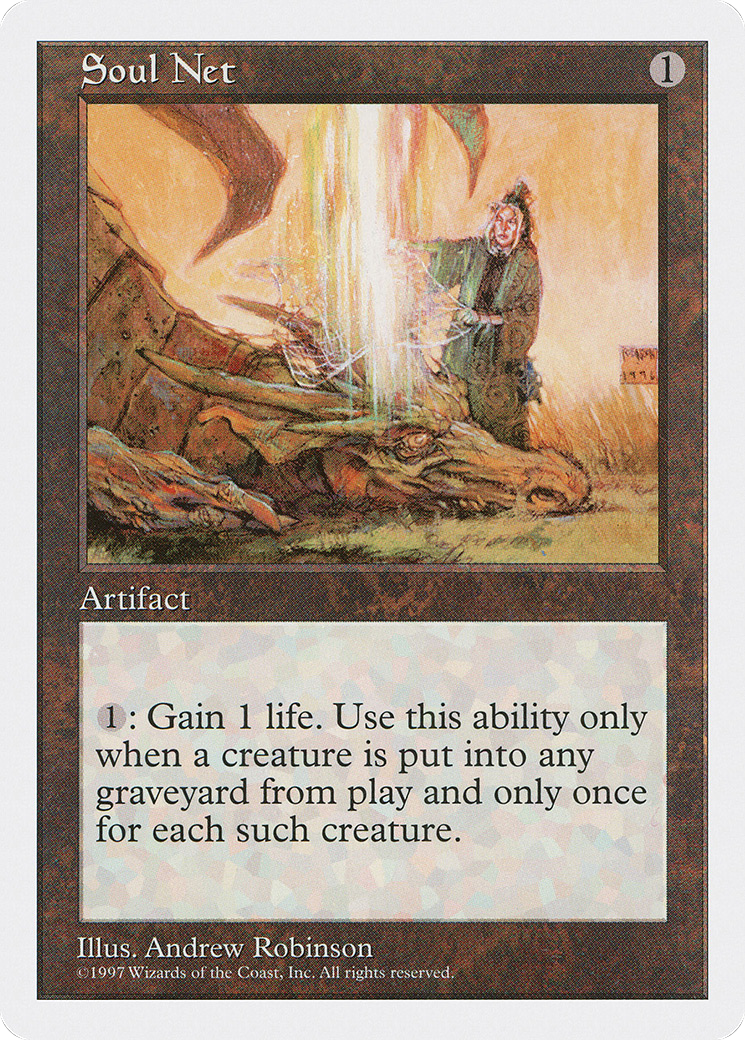 Soul Net
1
1996
Artifact
1: Gain 1 life. Use this ability only
when a creature is put into any
graveyard from play and only once
for each such creature.
Illus. Andrew Robinson
©1997 Wizards of the Coast, Inc. All rights reserved.